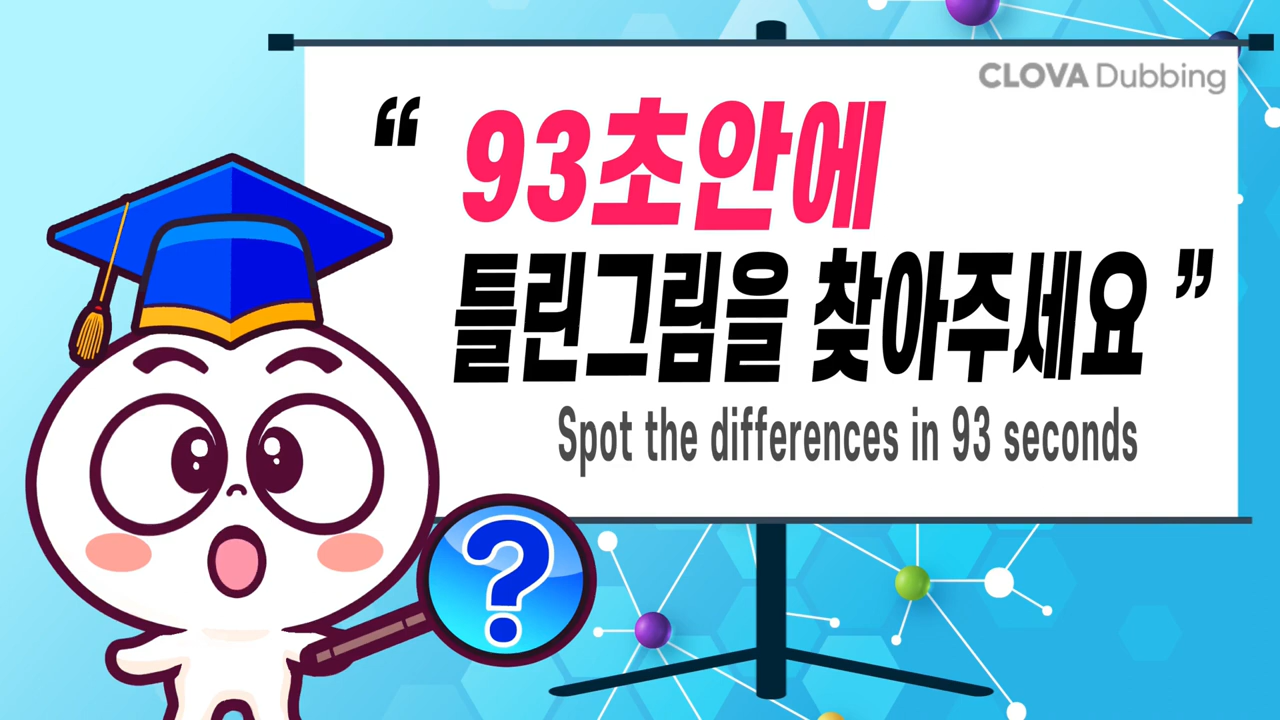 CLOVA Dubbing
“ 93초안에
틀린그림을 찾아주세요 ”
Spot the differences in 93 seconds
?